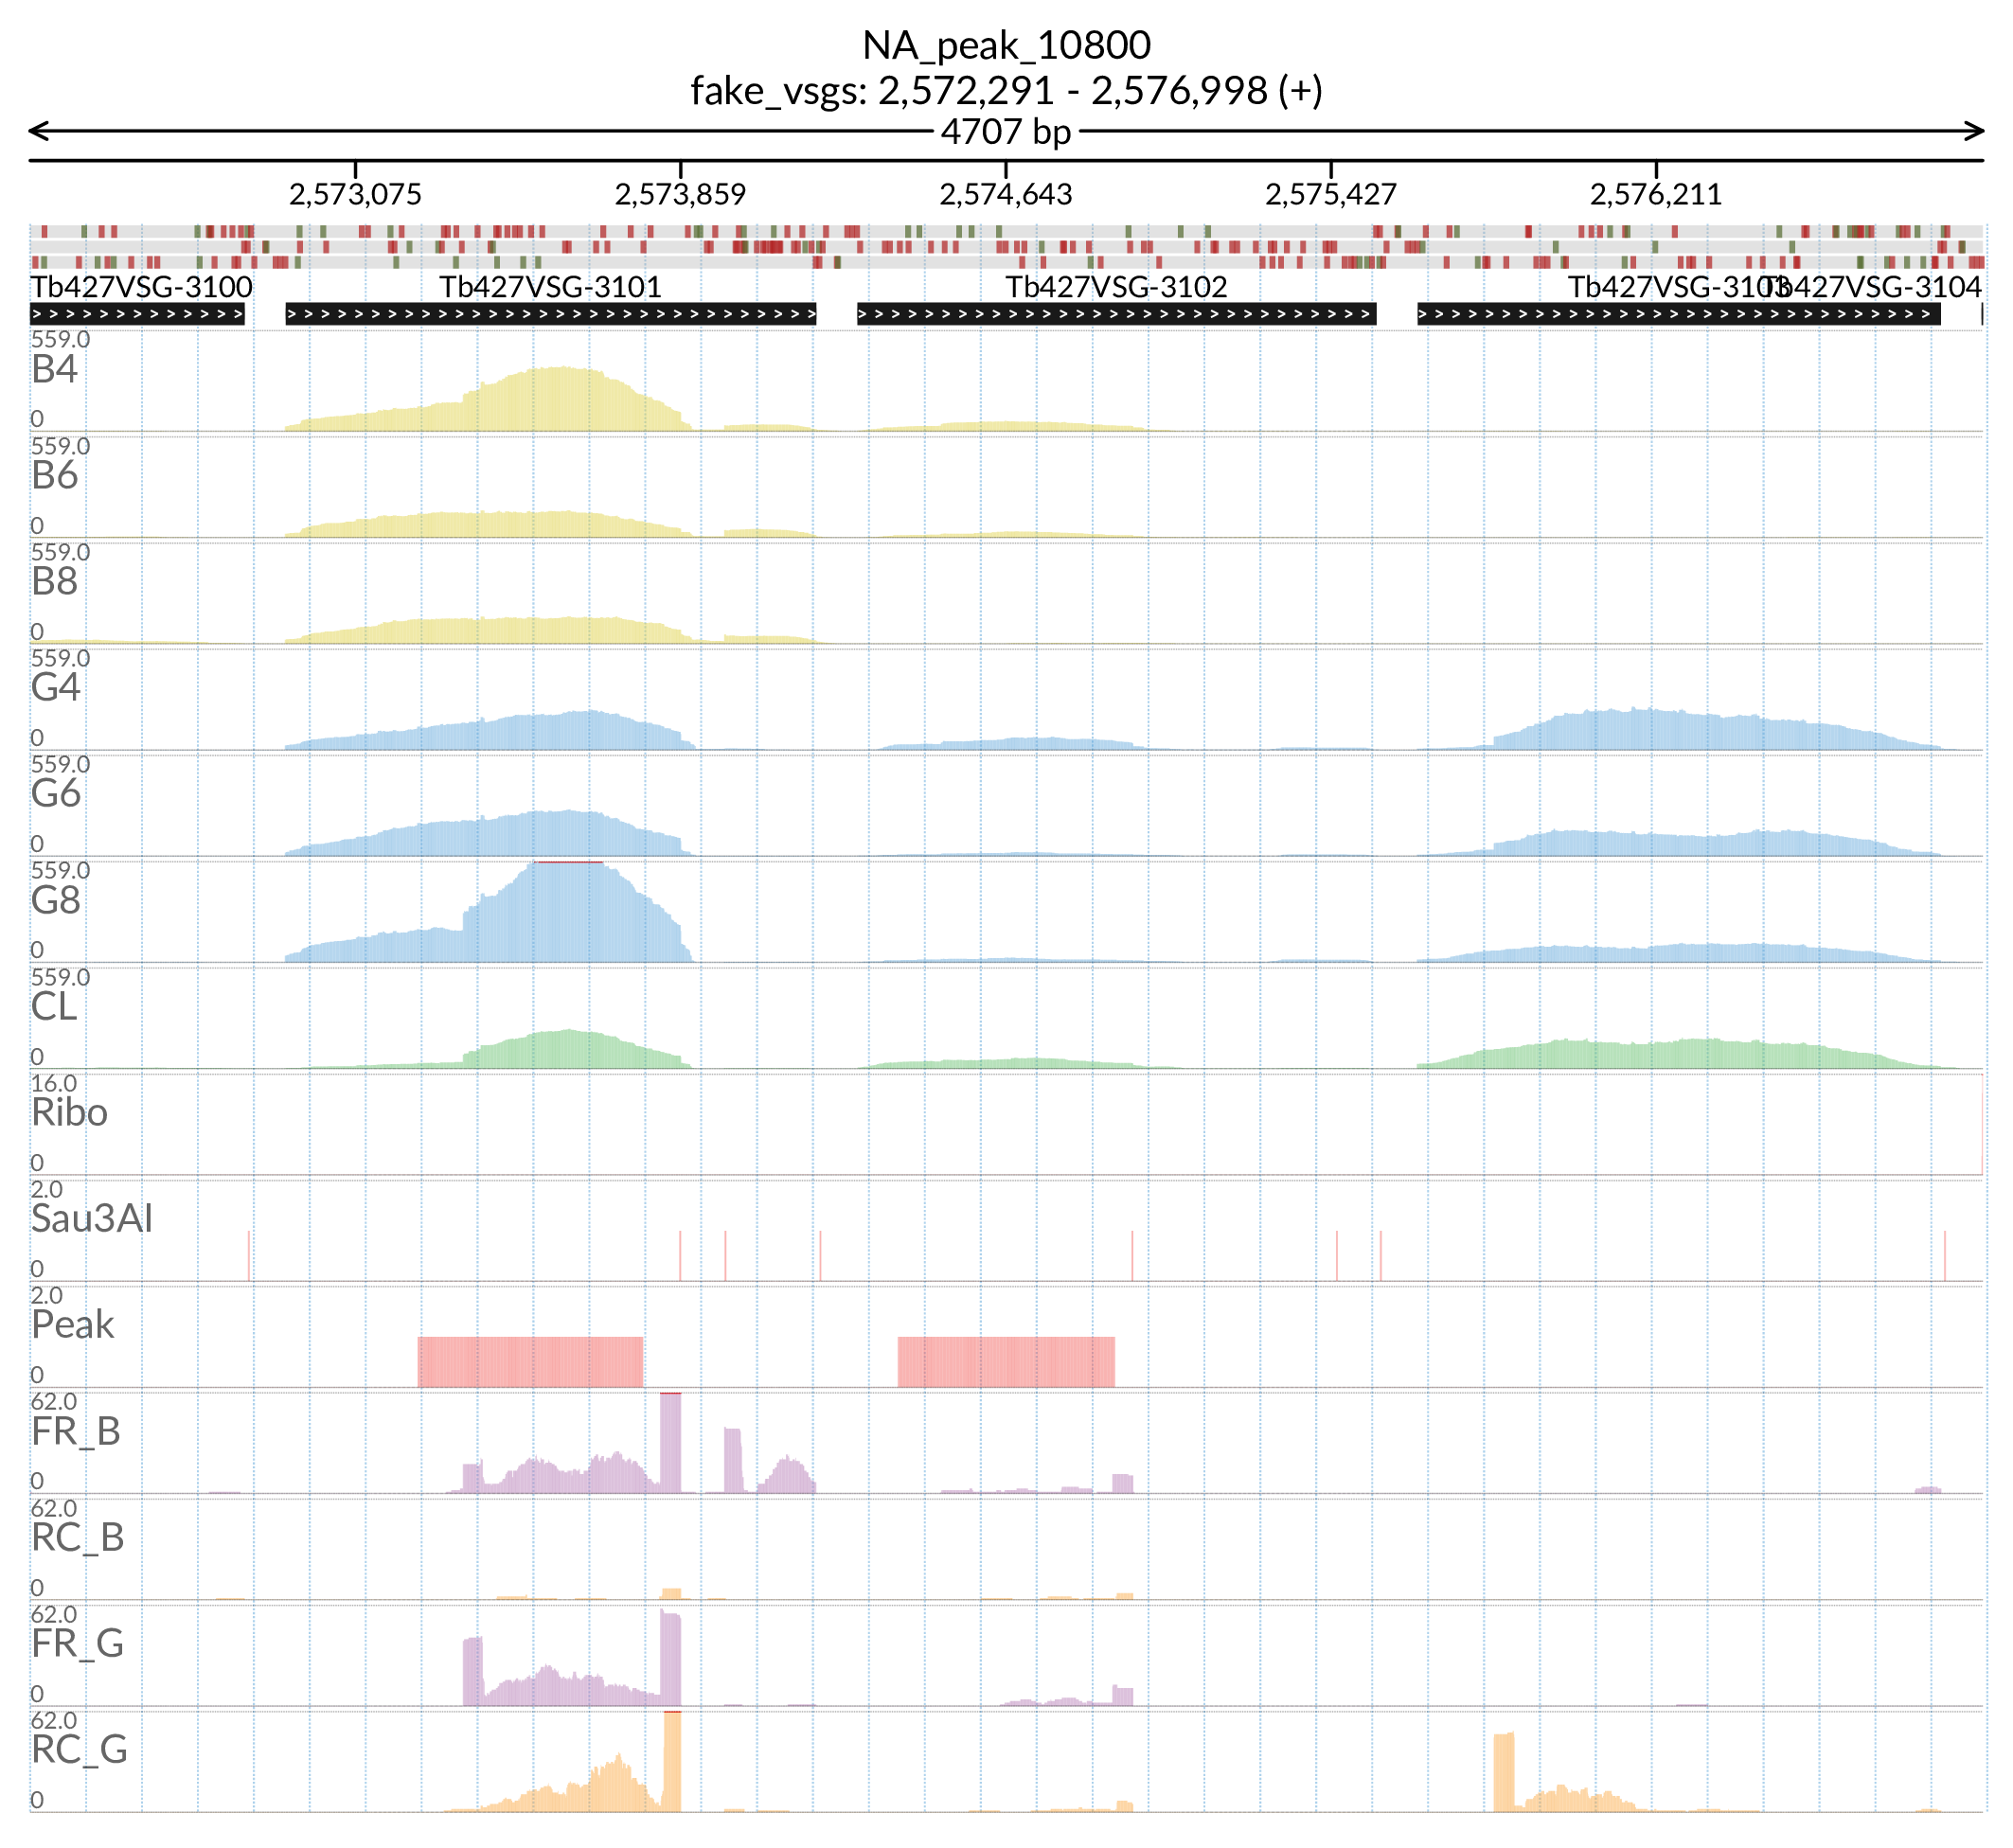 NA_peak_10800
fake_vsgs: 2,572,291 - 2,576,998 (+)
4707 bp
2,573,075 2,573,859 2,574,643 2,575,427 2,576,211
Tb427VSG-3100 Tb427VSG-3101 Tb427VSG-3102 Tb427VSG-3103 Tb427VSG-3104
559.0
B4
0
559.0
B6
0
559.0
B8
0
559.0
G4
0
559.0
G6
0
559.0
G8
0
559.0
CL
0
16.0
Ribo
0
2.0
Sau3AI
0
2.0
Peak
0
62.0
FR_B
0
62.0
RC_B
0
62.0
FR_G
0
62.0
RC_G
0